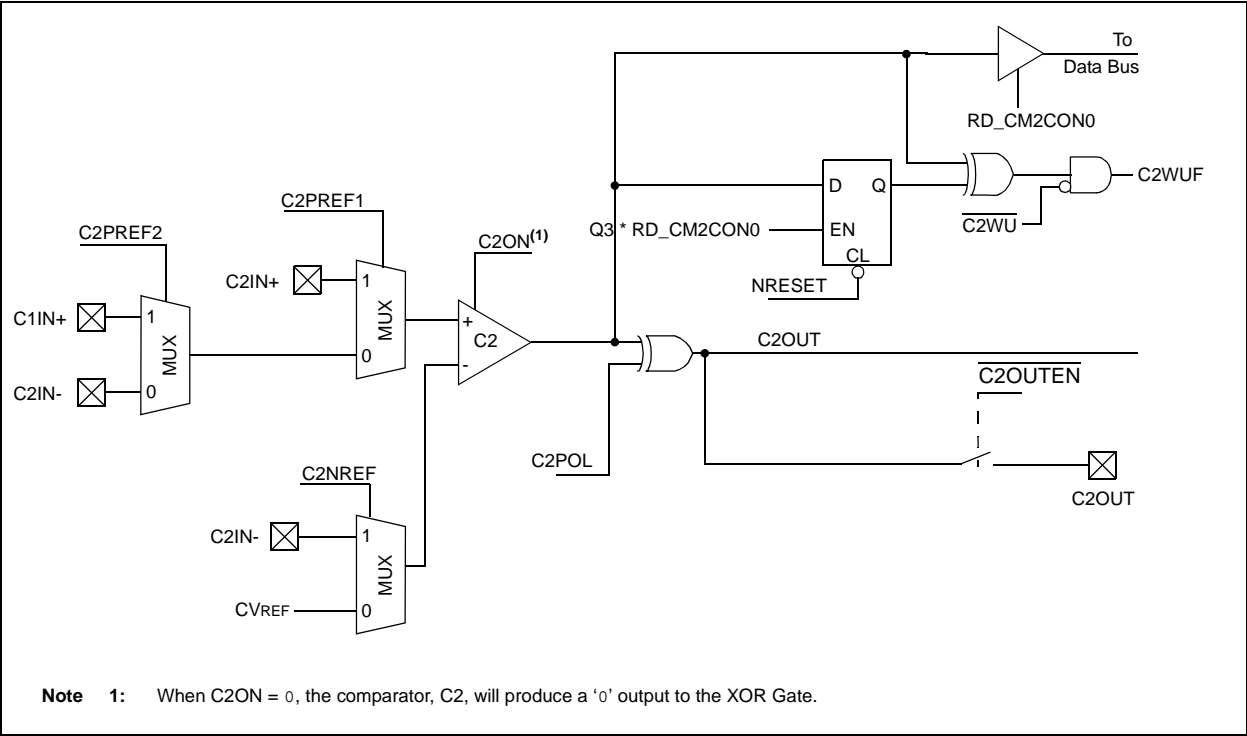 To
Data Bus
RD_CM2CON0
C2PREF1
D Q
C2WUF
C2PREF2
C2ON(1)
Q3 * RD_CM2CON0
EN
C2WU
CL
C2IN+
1
MUX
0
NRESET
C1IN+
1
MUX
0
C2IN-
+
C2
-
C2OUT
C2OUTEN
C2POL
C2NREF
C2OUT
C2IN-
1
MUX
0
CVREF
Note 1: When C2ON = 0, the comparator, C2, will produce a ‘0’ output to the XOR Gate.